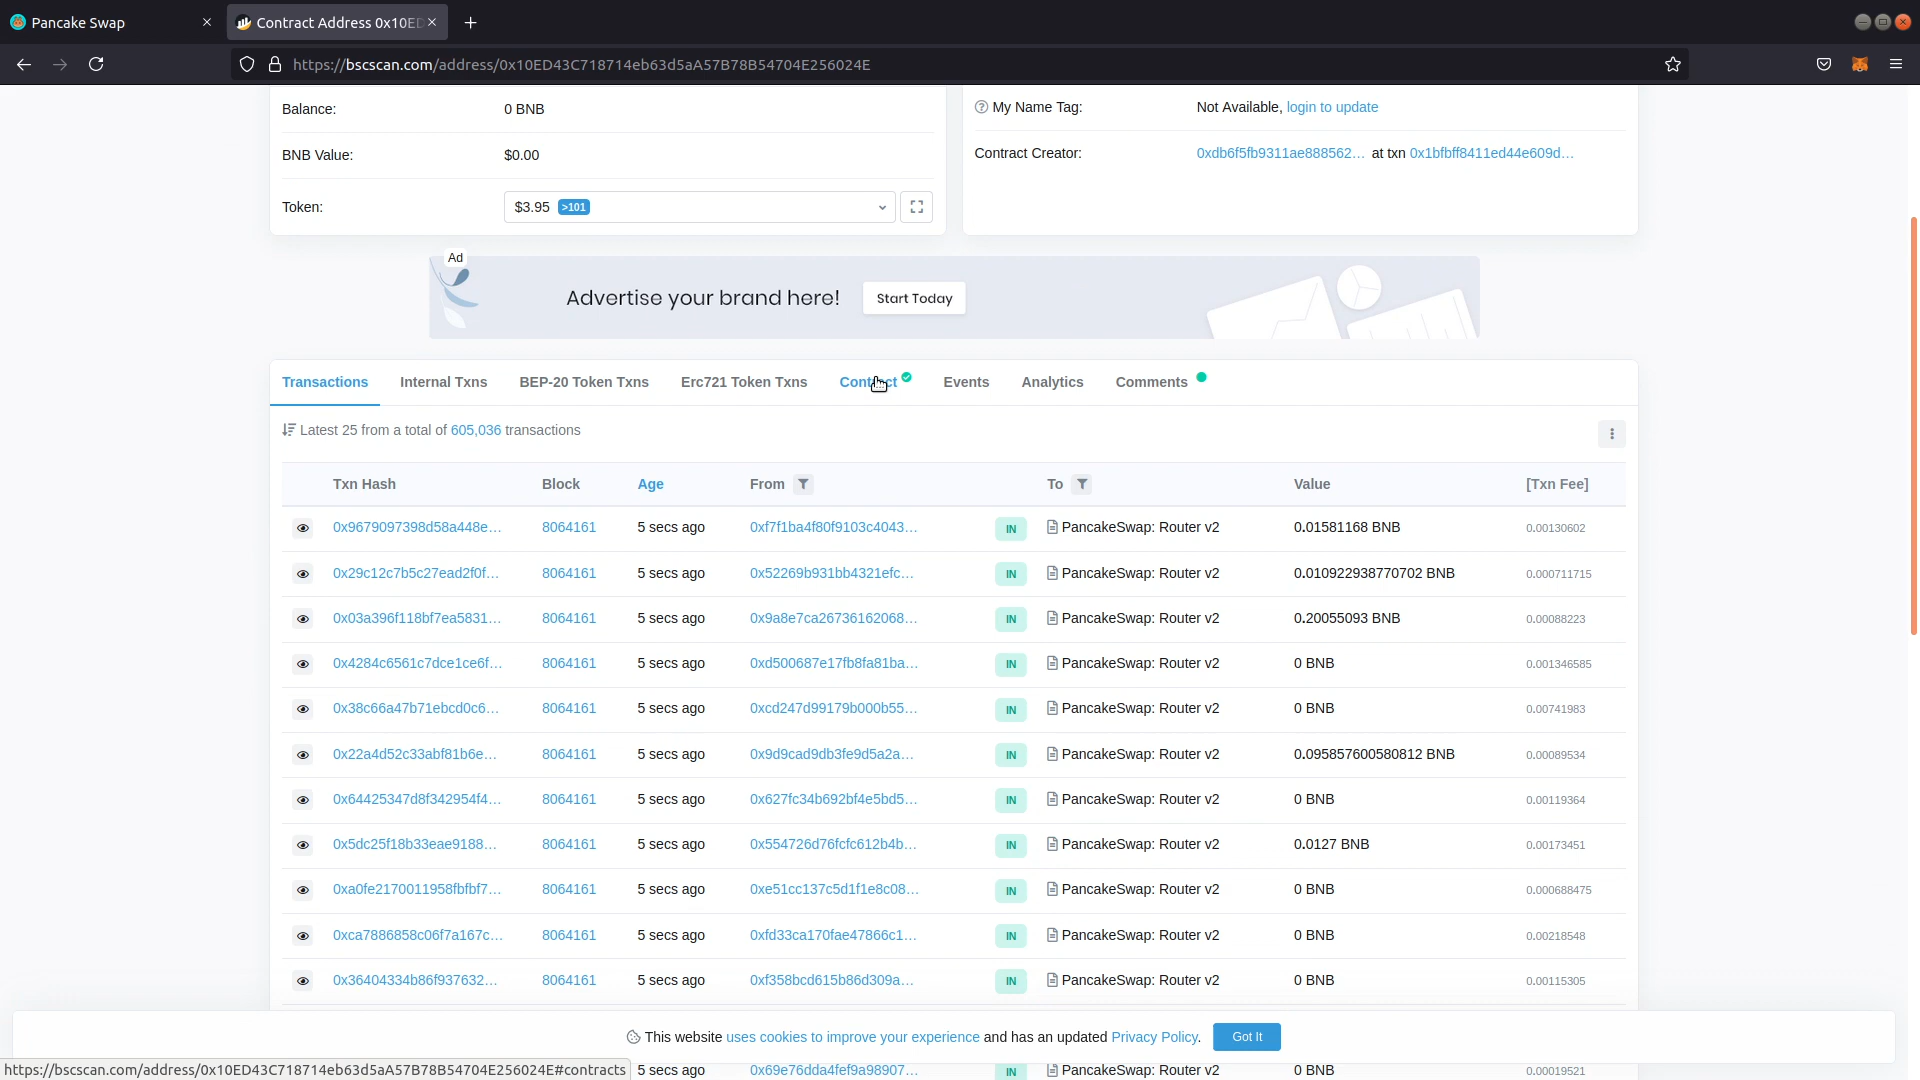 Pancake Swap
Contract Address 0x10ED
https://bscscan.com/address/0x10ED43C718714eb63d5aA57B78B54704E256024E
Balance: 0 BNB
BNB Value: $0.00
Token: $3.95 >101
My Name Tag: Not Available, login to update
Contract Creator: 0xdb6f5fb9311ae888562... at txn 0x1bfbff8411ed44e609d...
Ad
Advertise your brand here! Start Today
Transactions Internal Txns BEP-20 Token Txns Erc721 Token Txns Contract Events Analytics Comments
Latest 25 from a total of 605,036 transactions
Txn Hash Block Age From To Value [Txn Fee]
0x9679097398d58a448e... 8064161 5 secs ago 0xf7f1ba4f80f9103c4043... IN PancakeSwap: Router v2 0.01581168 BNB 0.00130602
0x29c12c7b5c27ead2f0f... 8064161 5 secs ago 0x52269b931bb4321efc... IN PancakeSwap: Router v2 0.010922938770702 BNB 0.000711715
0x03a396f118bf7ea5831... 8064161 5 secs ago 0x9a8e7ca26736162068... IN PancakeSwap: Router v2 0.20055093 BNB 0.00088223
0x4284c6561c7dce1ce6f... 8064161 5 secs ago 0xd500687e17fb8fa81ba... IN PancakeSwap: Router v2 0 BNB 0.001346585
0x38c66a47b71ebcd0c6... 8064161 5 secs ago 0xcd247d99179b000b55... IN PancakeSwap: Router v2 0 BNB 0.00741983
0x22a4d52c33abf81b6e... 8064161 5 secs ago 0x9d9cad9db3fe9d5a2a... IN PancakeSwap: Router v2 0.095857600580812 BNB 0.00089534
0x64425347d8f342954f4... 8064161 5 secs ago 0x627fc34b692bf4e5bd5... IN PancakeSwap: Router v2 0 BNB 0.00119364
0x5dc25f18b33eae9188... 8064161 5 secs ago 0x554726d76fcfc612b4b... IN PancakeSwap: Router v2 0.0127 BNB 0.00173451
0xa0fe2170011958fbfbf7... 8064161 5 secs ago 0xe51cc137c5d1f1e8c08... IN PancakeSwap: Router v2 0 BNB 0.000688475
0xca7886858c06f7a167c... 8064161 5 secs ago 0xfd33ca170fae47866c1... IN PancakeSwap: Router v2 0 BNB 0.00218548
0x36404334b86f937632... 8064161 5 secs ago 0xf358bcd615b86d309a... IN PancakeSwap: Router v2 0 BNB 0.00115305
This website uses cookies to improve your experience and has an updated Privacy Policy. Got It
https://bscscan.com/address/0x10ED43C718714eb63d5aA57B78B54704E256024E#contracts
5 secs ago 0x69e76dda4fef9a98907... IN PancakeSwap: Router v2 0 BNB 0.00019521